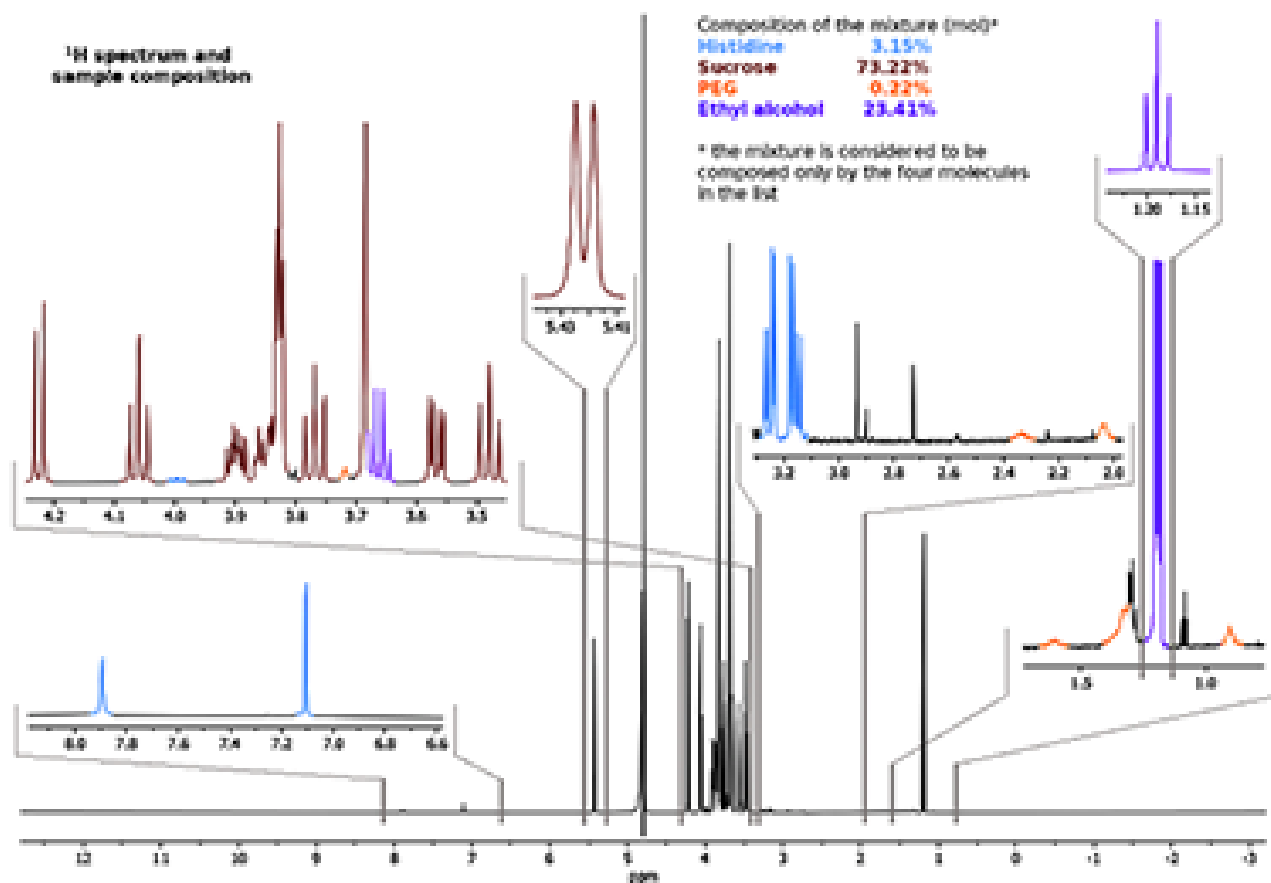 ¹H spectrum and
sample composition
Composition of the mixture (mol)*
Histidine 3.15%
Sucrose 73.22%
PEG 0.22%
Ethyl alcohol 23.41%
* the mixture is considered to be
composed only by the four molecules
in the list
1.20 1.15
5.43 5.41
4.2 4.1 4.0 3.9 3.8 3.7 3.6 3.5
3.2 3.0 2.8 2.6 2.4 2.2 2.0
1.5 1.0
8.0 7.8 7.6 7.4 7.2 7.0 6.8 6.6
12 11 10 9 8 7 6 5 4 3 2 1 0 -1 -2 -3
ppm